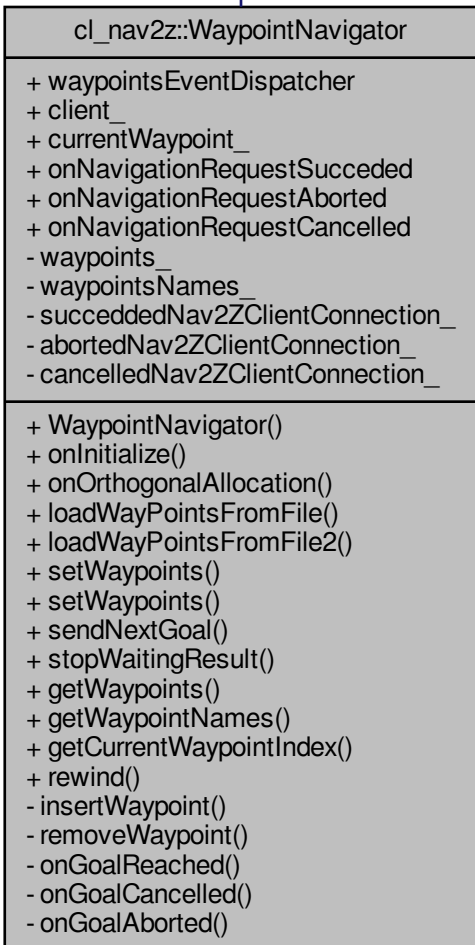 cl_nav2z::WaypointNavigator
+ waypointsEventDispatcher
+ client_
+ currentWaypoint_
+ onNavigationRequestSucceded
+ onNavigationRequestAborted
+ onNavigationRequestCancelled
- waypoints_
- waypointsNames_
- succeddedNav2ZClientConnection_
- abortedNav2ZClientConnection_
- cancelledNav2ZClientConnection_
+ WaypointNavigator()
+ onInitialize()
+ onOrthogonalAllocation()
+ loadWayPointsFromFile()
+ loadWayPointsFromFile2()
+ setWaypoints()
+ setWaypoints()
+ sendNextGoal()
+ stopWaitingResult()
+ getWaypoints()
+ getWaypointNames()
+ getCurrentWaypointIndex()
+ rewind()
- insertWaypoint()
- removeWaypoint()
- onGoalReached()
- onGoalCancelled()
- onGoalAborted()